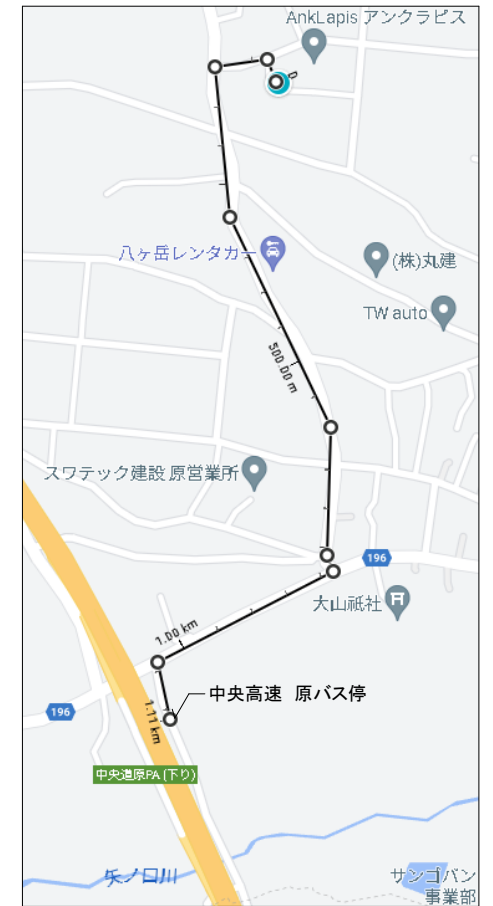 AnkLapis アンクラピス
0
八ヶ岳レンタカー
(株)丸建
TW auto
500.00 m
スワテック建設 原営業所
196
大山祇社
1.00 km
中央高速 原バス停
196
1.11 km
中央道原PA (下り)
矢ノ口川
サンゴバン
事業部